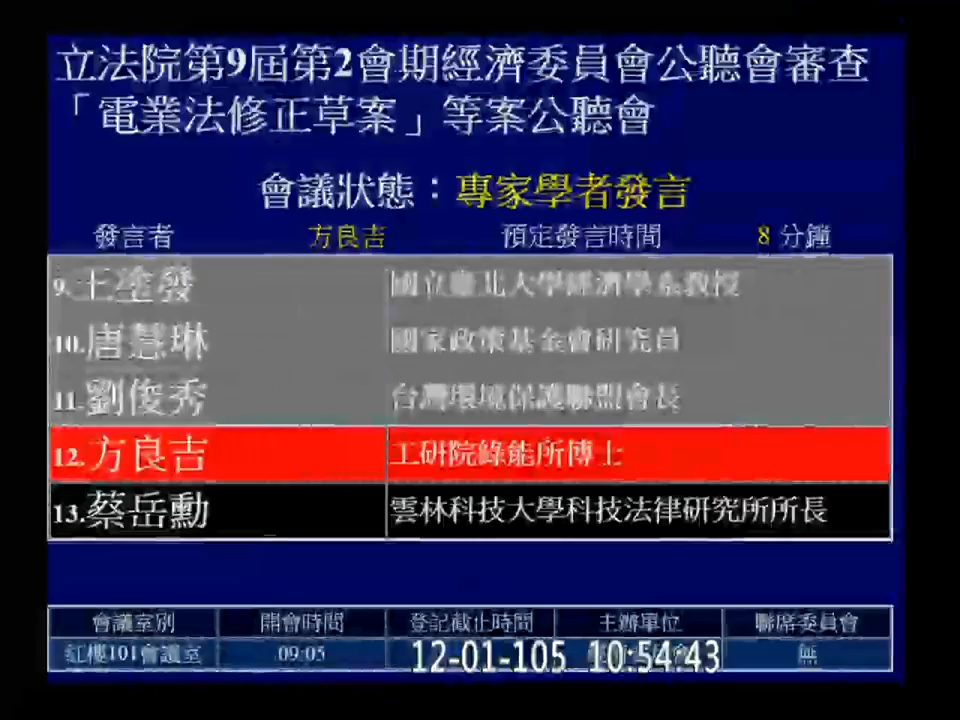 立法院第9屆第2會期經濟委員會公聽會審查
「電業法修正草案」等案公聽會
會議狀態：專家學者發言
發言者 方良吉 預定發言時間 8 分鐘
9.王塗發 國立臺北大學經濟學系教授
10.唐慧琳 國家政策基金會研究員
11.劉俊秀 台灣環境保護聯盟會長
12.方良吉 工研院綠能所博士
13.蔡岳勳 雲林科技大學科技法律研究所所長
會議室別 開會時間 登記截止時間 主辦單位 聯席委員會
紅樓101會議室 09:05 無
12-01-105 10:54:43